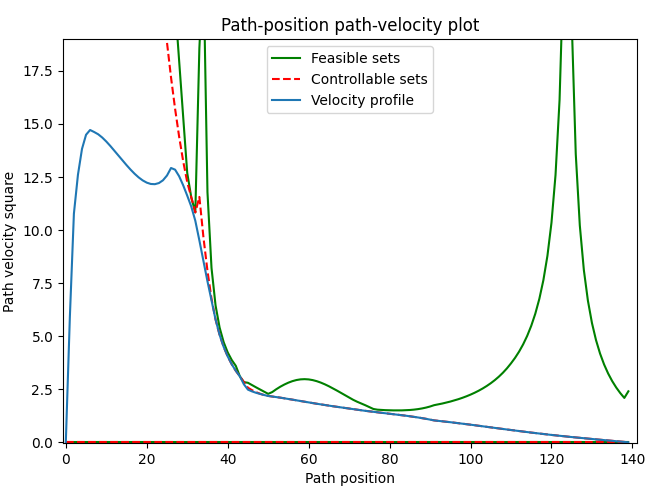 Path-position path-velocity plot
Feasible sets
Controllable sets
Velocity profile
17.5
15.0
12.5
10.0
7.5
5.0
2.5
0.0
Path velocity square
0 20 40 60 80 100 120 140
Path position